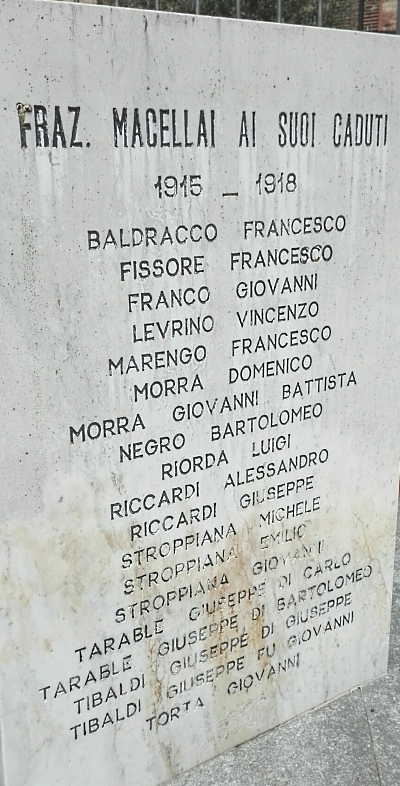 FRAZ. MACELLAI AI SUOI CADUTI
1915 - 1918
BALDRACCO FRANCESCO
FISSORE FRANCESCO
FRANCO GIOVANNI
LEVRINO VINCENZO
MARENGO FRANCESCO
MORRA DOMENICO
MORRA GIOVANNI BATTISTA
NEGRO BARTOLOMEO
RIORDA LUIGI
RICCARDI ALESSANDRO
RICCARDI GIUSEPPE
STROPPIANA MICHELE
STROPPIANA EMILIO
STROPPIANA GIOVANNI
TARABLE GIUSEPPE DI CARLO
TARABLE GIUSEPPE DI BARTOLOMEO
TIBALDI GIUSEPPE DI GIUSEPPE
TIBALDI GIUSEPPE FU GIOVANNI
TORTA GIOVANNI